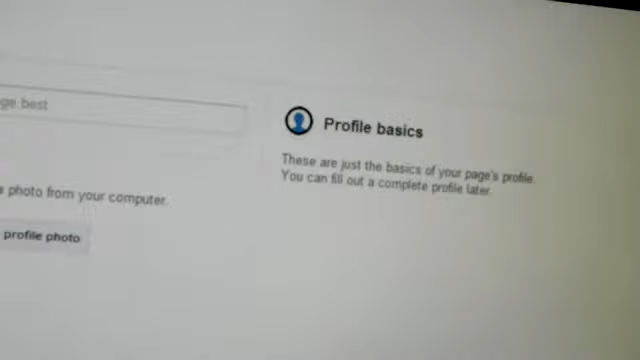 ge best
Profile basics
These are just the basics of your page's profile.
You can fill out a complete profile later.
photo from your computer.
profile photo